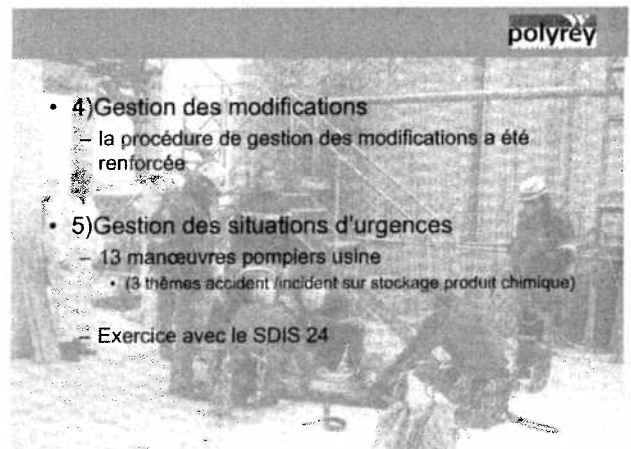 polyrey
• 4)Gestion des modifications
– la procédure de gestion des modifications a été
renforcée
• 5)Gestion des situations d'urgences
– 13 manœuvres pompiers usine
• (3 thèmes accident /incident sur stockage produit chimique)
– Exercice avec le SDIS 24